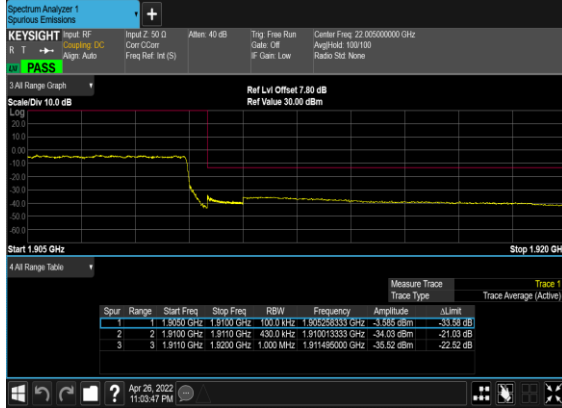 Spectrum Analyzer 1
Spurious Emissions
KEYSIGHT Input: RF Input Z: 50 Ω Atten: 40 dB Trig: Free Run Center Freq: 22.005000000 GHz
R T Coupling: DC Corr CCorr Gate: Off Avg|Hold: 100/100
Align: Auto Freq Ref: Int (S) IF Gain: Low Radio Std: None
PASS
3 All Range Graph
Ref Lvl Offset 7.80 dB
Scale/Div 10.0 dB Ref Value 30.00 dBm
Log
20.0
10.0
0.00
-10.0
-20.0
-30.0
-40.0
-50.0
-60.0
Start 1.905 GHz Stop 1.920 GH
4 All Range Table
Measure Trace Trace 1
Trace Type Trace Average (Active)
Spur Range Start Freq Stop Freq RBW Frequency Amplitude ΔLimit
1 1 1.9050 GHz 1.9100 GHz 100.0 kHz 1.905258333 GHz -3.585 dBm -33.58 dB
2 2 1.9100 GHz 1.9110 GHz 430.0 kHz 1.910013333 GHz -34.03 dBm -21.03 dB
3 3 1.9110 GHz 1.9200 GHz 1.000 MHz 1.911495000 GHz -35.52 dBm -22.52 dB
Apr 26, 2022
11:03:47 PM